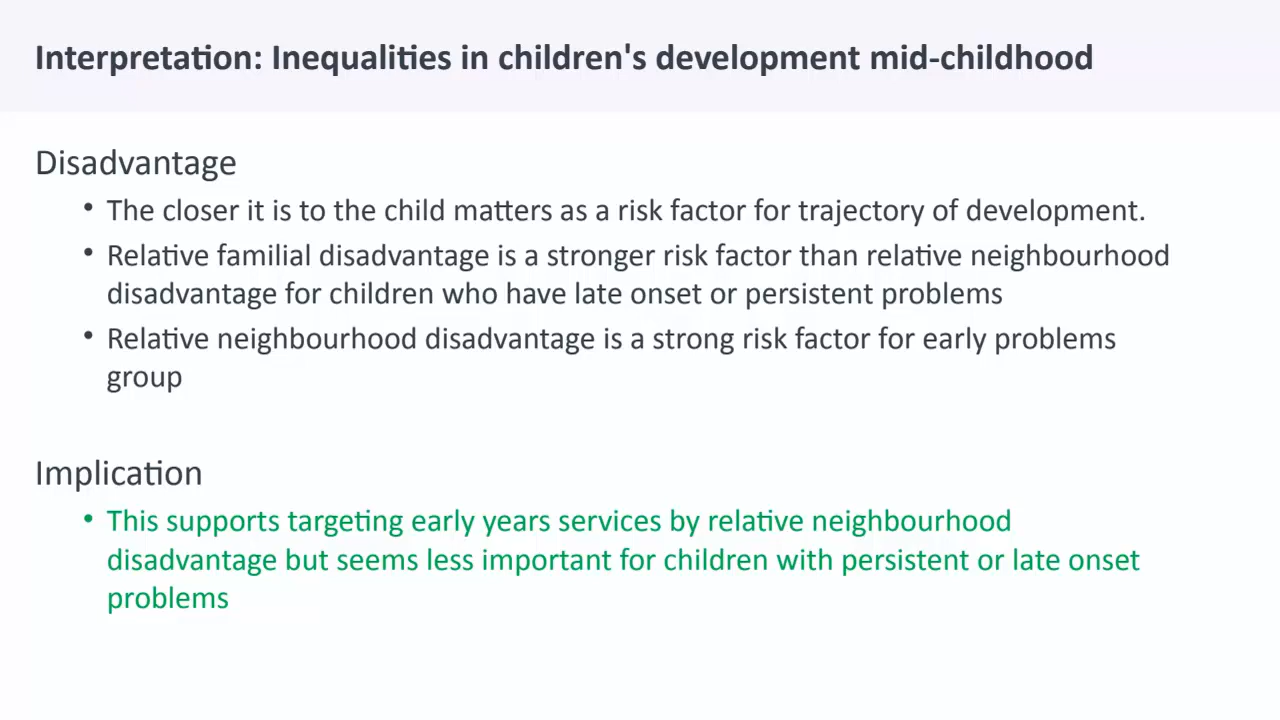 Interpretation: Inequalities in children's development mid-childhood
Disadvantage
• The closer it is to the child matters as a risk factor for trajectory of development.
• Relative familial disadvantage is a stronger risk factor than relative neighbourhood
disadvantage for children who have late onset or persistent problems
• Relative neighbourhood disadvantage is a strong risk factor for early problems
group
Implication
• This supports targeting early years services by relative neighbourhood
disadvantage but seems less important for children with persistent or late onset
problems